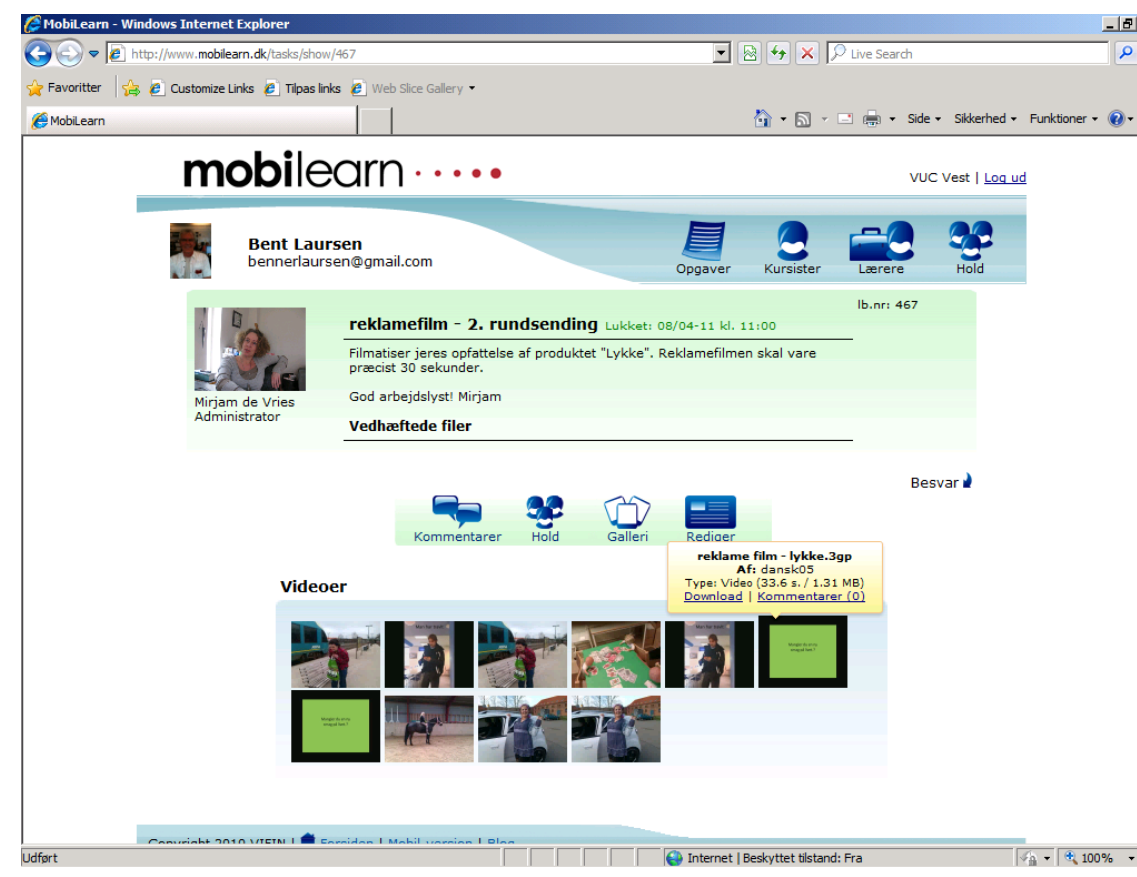 MobiLearn - Windows Internet Explorer
http://www.mobilearn.dk/tasks/show/467
Live Search
Favoritter
Customize Links
Tilpas links
Web Slice Gallery
MobiLearn
Side
Sikkerhed
Funktioner
mobilearn
VUC Vest | Log ud
Bent Laursen
bennerlaursen@gmail.com
Opgaver
Kursister
Lærere
Hold
lb.nr: 467
reklamefilm - 2. rundsending Lukket: 08/04-11 kl. 11:00
Filmatiser jeres opfattelse af produktet "Lykke". Reklamefilmen skal vare
præcist 30 sekunder.
God arbejdslyst! Mirjam
Mirjam de Vries
Administrator
Vedhæftede filer
Besvar
Kommentarer
Hold
Galleri
Rediger
reklame film - lykke.3gp
Af: dansk05
Type: Video (33.6 s. / 1.31 MB)
Download | Kommentarer (0)
Videoer
Copyright 2010 VIFIN | Forsiden | Mobil-version | Blog
Udført
Internet | Beskyttet tilstand: Fra
100%